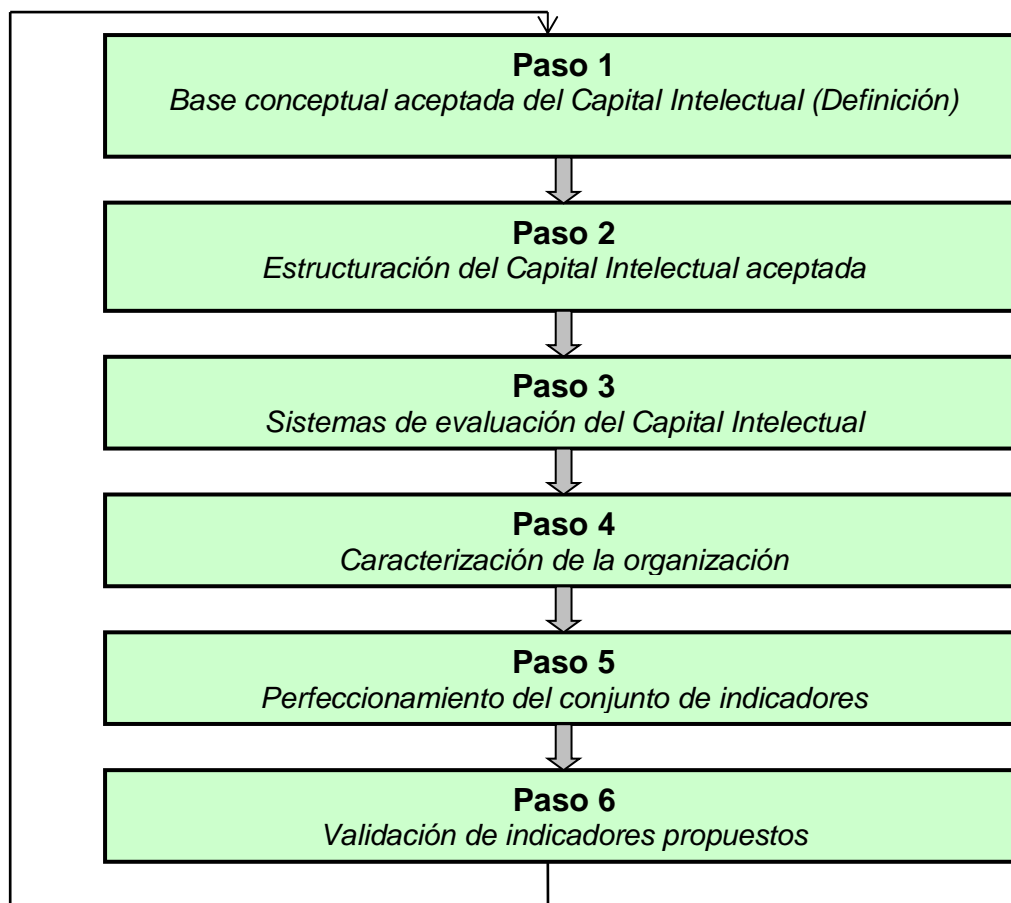 Paso 1
Base conceptual aceptada del Capital Intelectual (Definición)
Paso 2
Estructuración del Capital Intelectual aceptada
Paso 3
Sistemas de evaluación del Capital Intelectual
Paso 4
Caracterización de la organización
Paso 5
Perfeccionamiento del conjunto de indicadores
Paso 6
Validación de indicadores propuestos